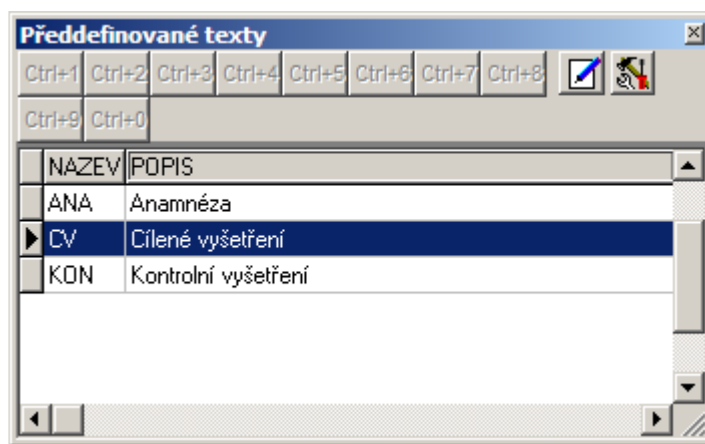 Předdefinované texty
Ctrl+1 Ctrl+2 Ctrl+3 Ctrl+4 Ctrl+5 Ctrl+6 Ctrl+7 Ctrl+8
Ctrl+9 Ctrl+0
NAZEV POPIS
ANA Anamnéza
CV Cílené vyšetření
KON Kontrolní vyšetření